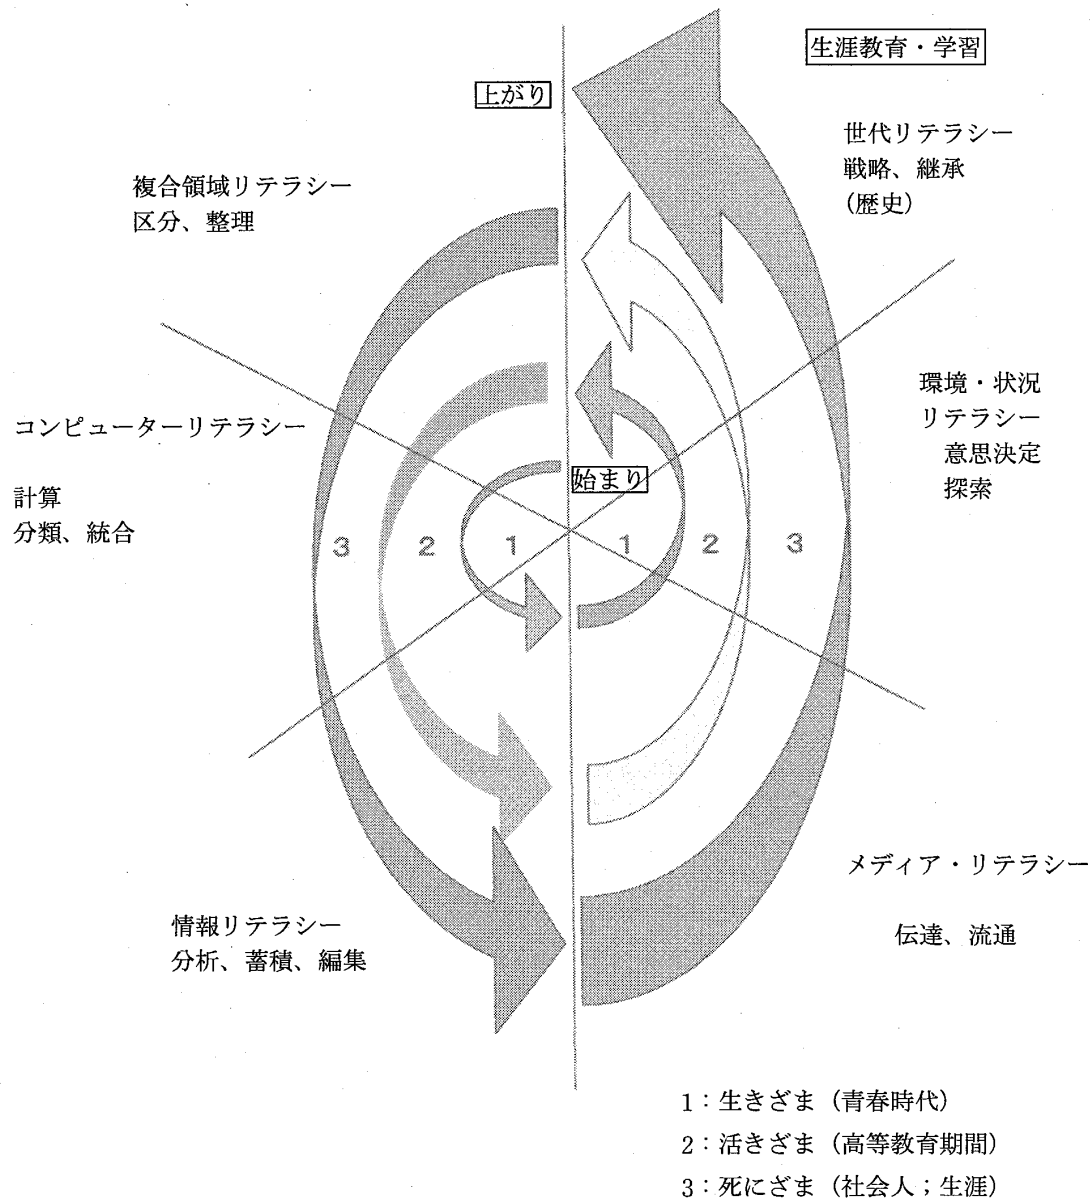 生涯教育・学習
上がり
世代リテラシー
戦略、継承
(歴史)
複合領域リテラシー
区分、整理
環境・状況
リテラシー
意思決定
探索
コンピューターリテラシー
計算
分類、統合
始まり
3 2 1 1 2 3
メディア・リテラシー
伝達、流通
情報リテラシー
分析、蓄積、編集
1：生きざま（青春時代）
2：活きざま（高等教育期間）
3：死にざま（社会人；生涯）